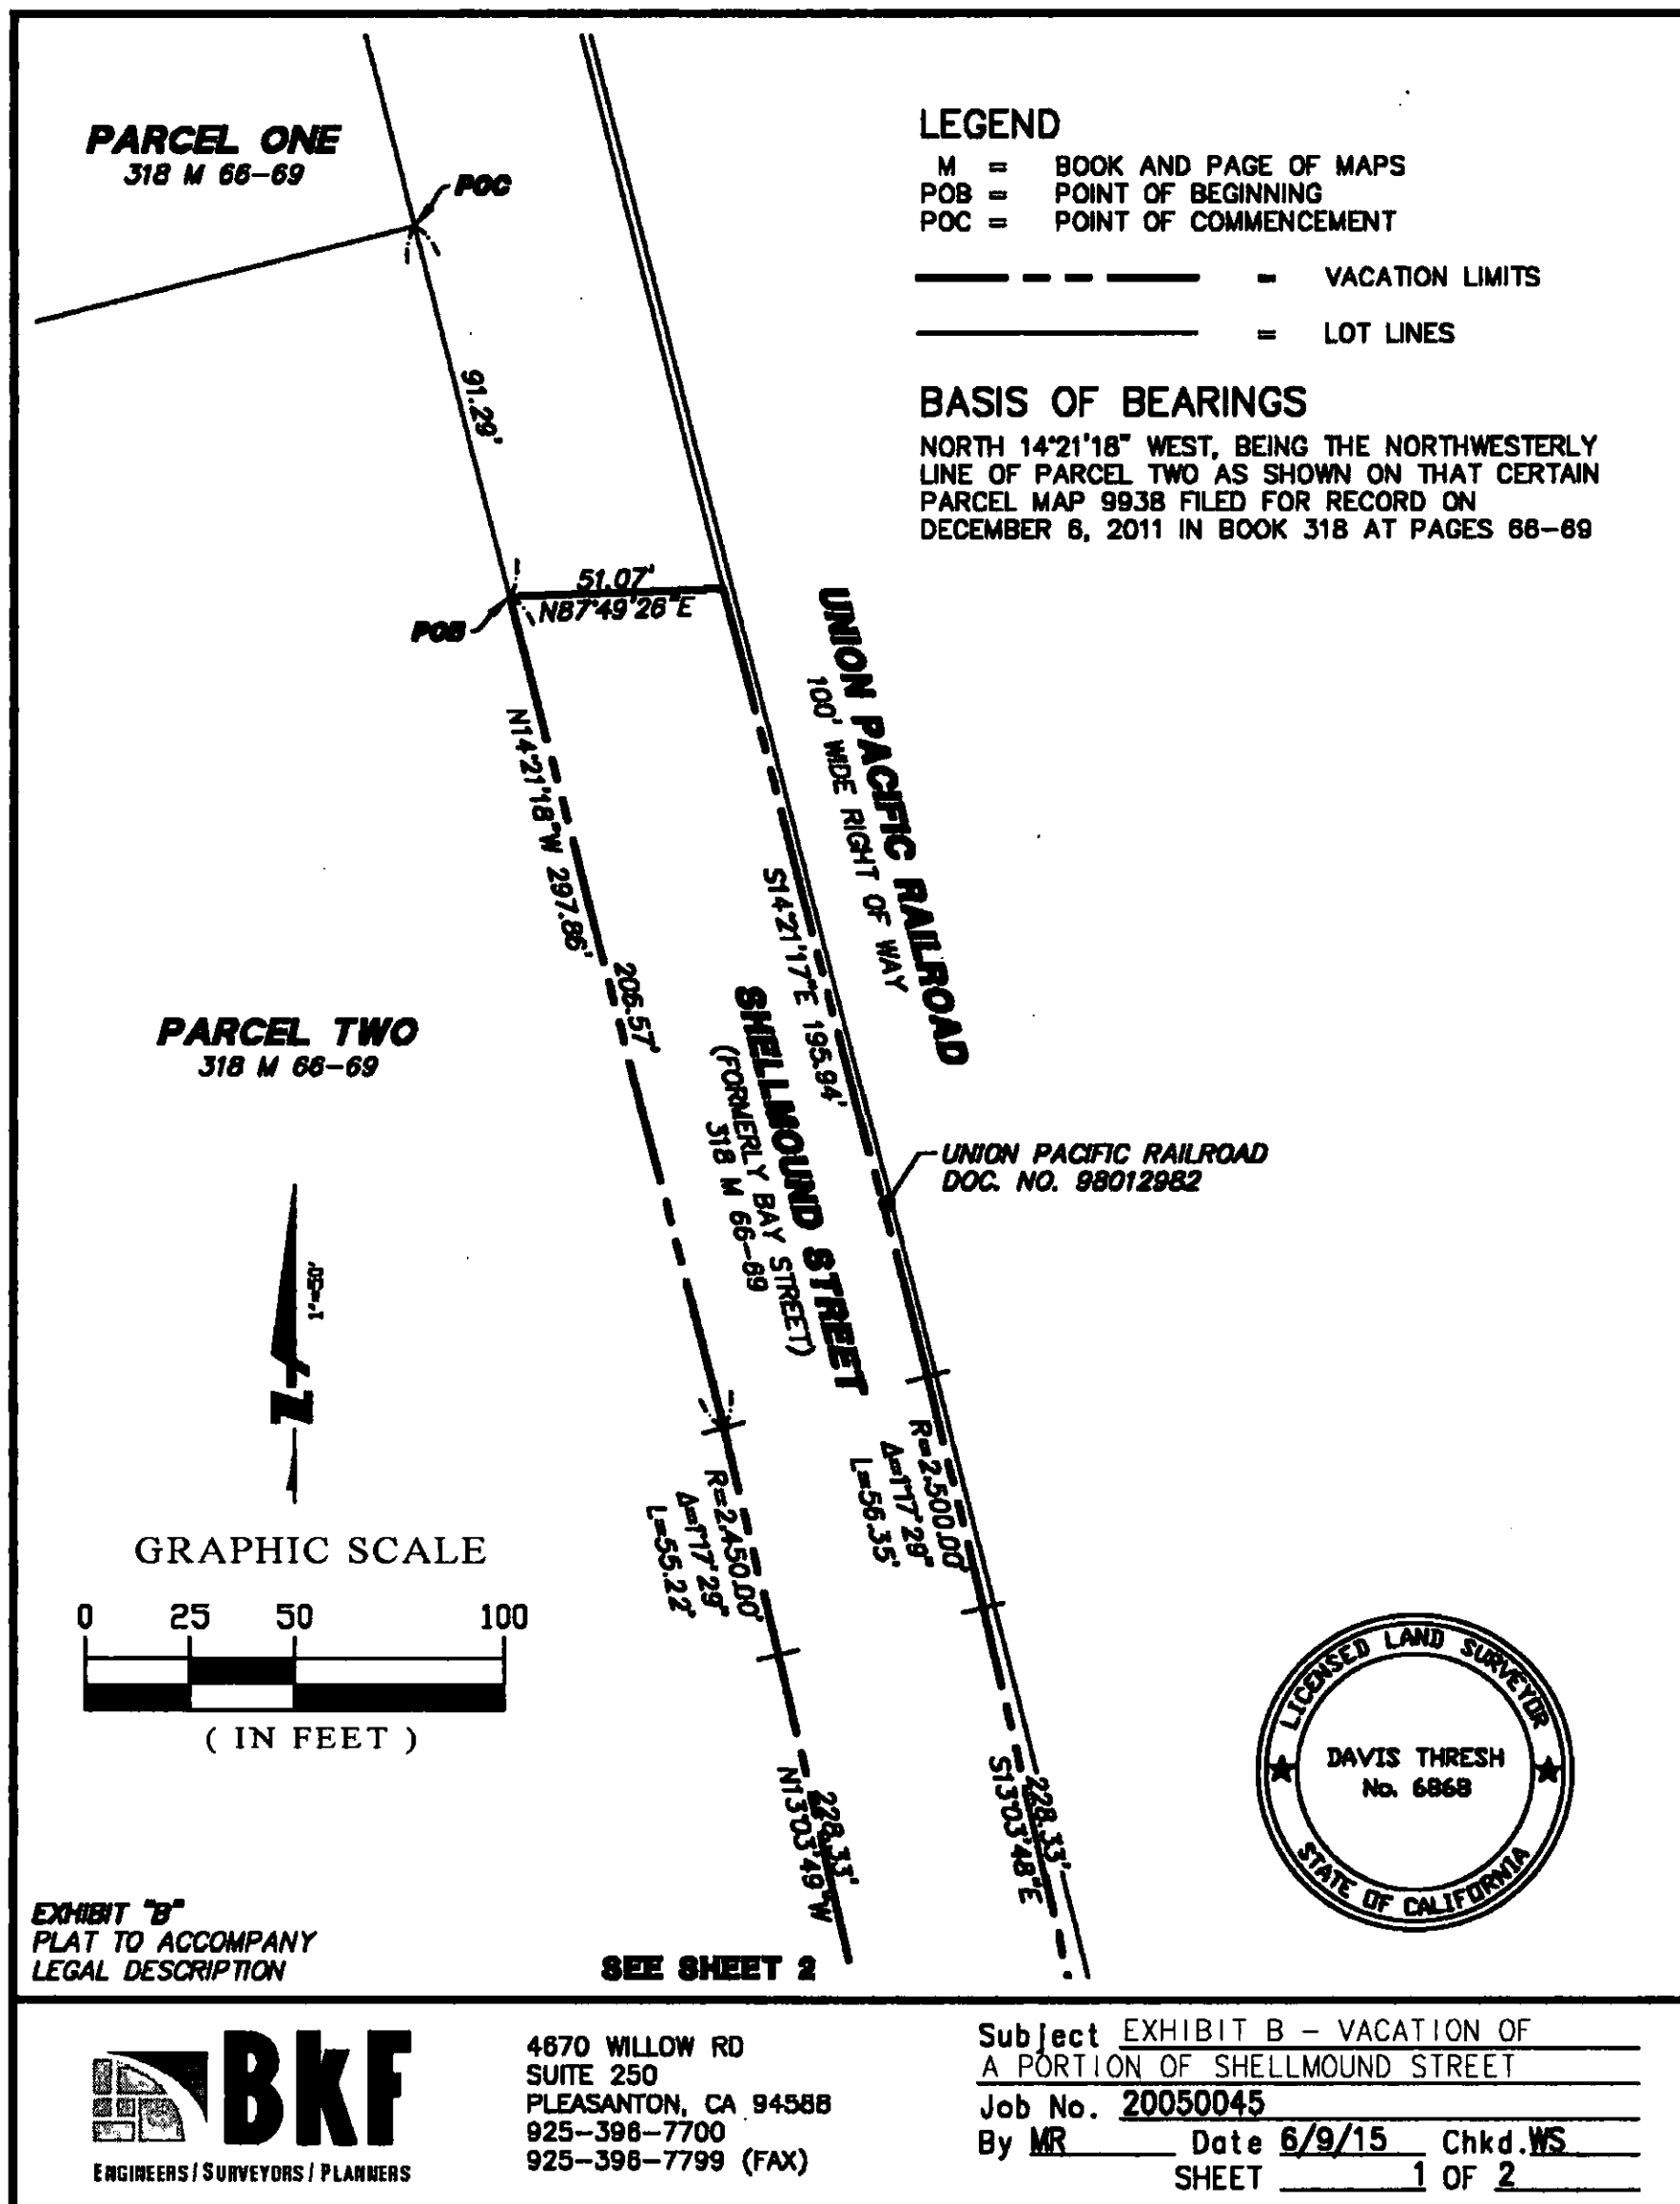 PARCEL ONE
318 M 66-69
POC
LEGEND
M = BOOK AND PAGE OF MAPS
POB = POINT OF BEGINNING
POC = POINT OF COMMENCEMENT
= VACATION LIMITS
= LOT LINES
BASIS OF BEARINGS
NORTH 14°21'18" WEST, BEING THE NORTHWESTERLY
LINE OF PARCEL TWO AS SHOWN ON THAT CERTAIN
PARCEL MAP 9938 FILED FOR RECORD ON
DECEMBER 6, 2011 IN BOOK 318 AT PAGES 66-69
91.29'
51.07'
N87°49'26"E
POB
UNION PACIFIC RAILROAD
100' WIDE RIGHT OF WAY
N14°21'18"W 297.86'
206.57'
S14°21'17"E 195.94'
PARCEL TWO
318 M 66-69
SHELLMOUND STREET
(FORMERLY BAY STREET)
318 M 66-69
UNION PACIFIC RAILROAD
DOC. NO. 98012982
1"=50'
R=2,500.00'
Δ=1°17'29"
L=56.35'
R=2,450.00'
Δ=1°17'29"
L=55.22'
GRAPHIC SCALE
0 25 50 100
( IN FEET )
228.33'
N13°03'49"W
228.33'
S13°03'48"E
LICENSED LAND SURVEYOR
DAVIS THRESH
No. 6868
STATE OF CALIFORNIA
EXHIBIT "B"
PLAT TO ACCOMPANY
LEGAL DESCRIPTION
SEE SHEET 2
BKF
ENGINEERS / SURVEYORS / PLANNERS
4670 WILLOW RD
SUITE 250
PLEASANTON, CA 94588
925-396-7700
925-396-7799 (FAX)
Subject EXHIBIT B - VACATION OF
A PORTION OF SHELLMOUND STREET
Job No. 20050045
By MR Date 6/9/15 Chkd. WS
SHEET 1 OF 2